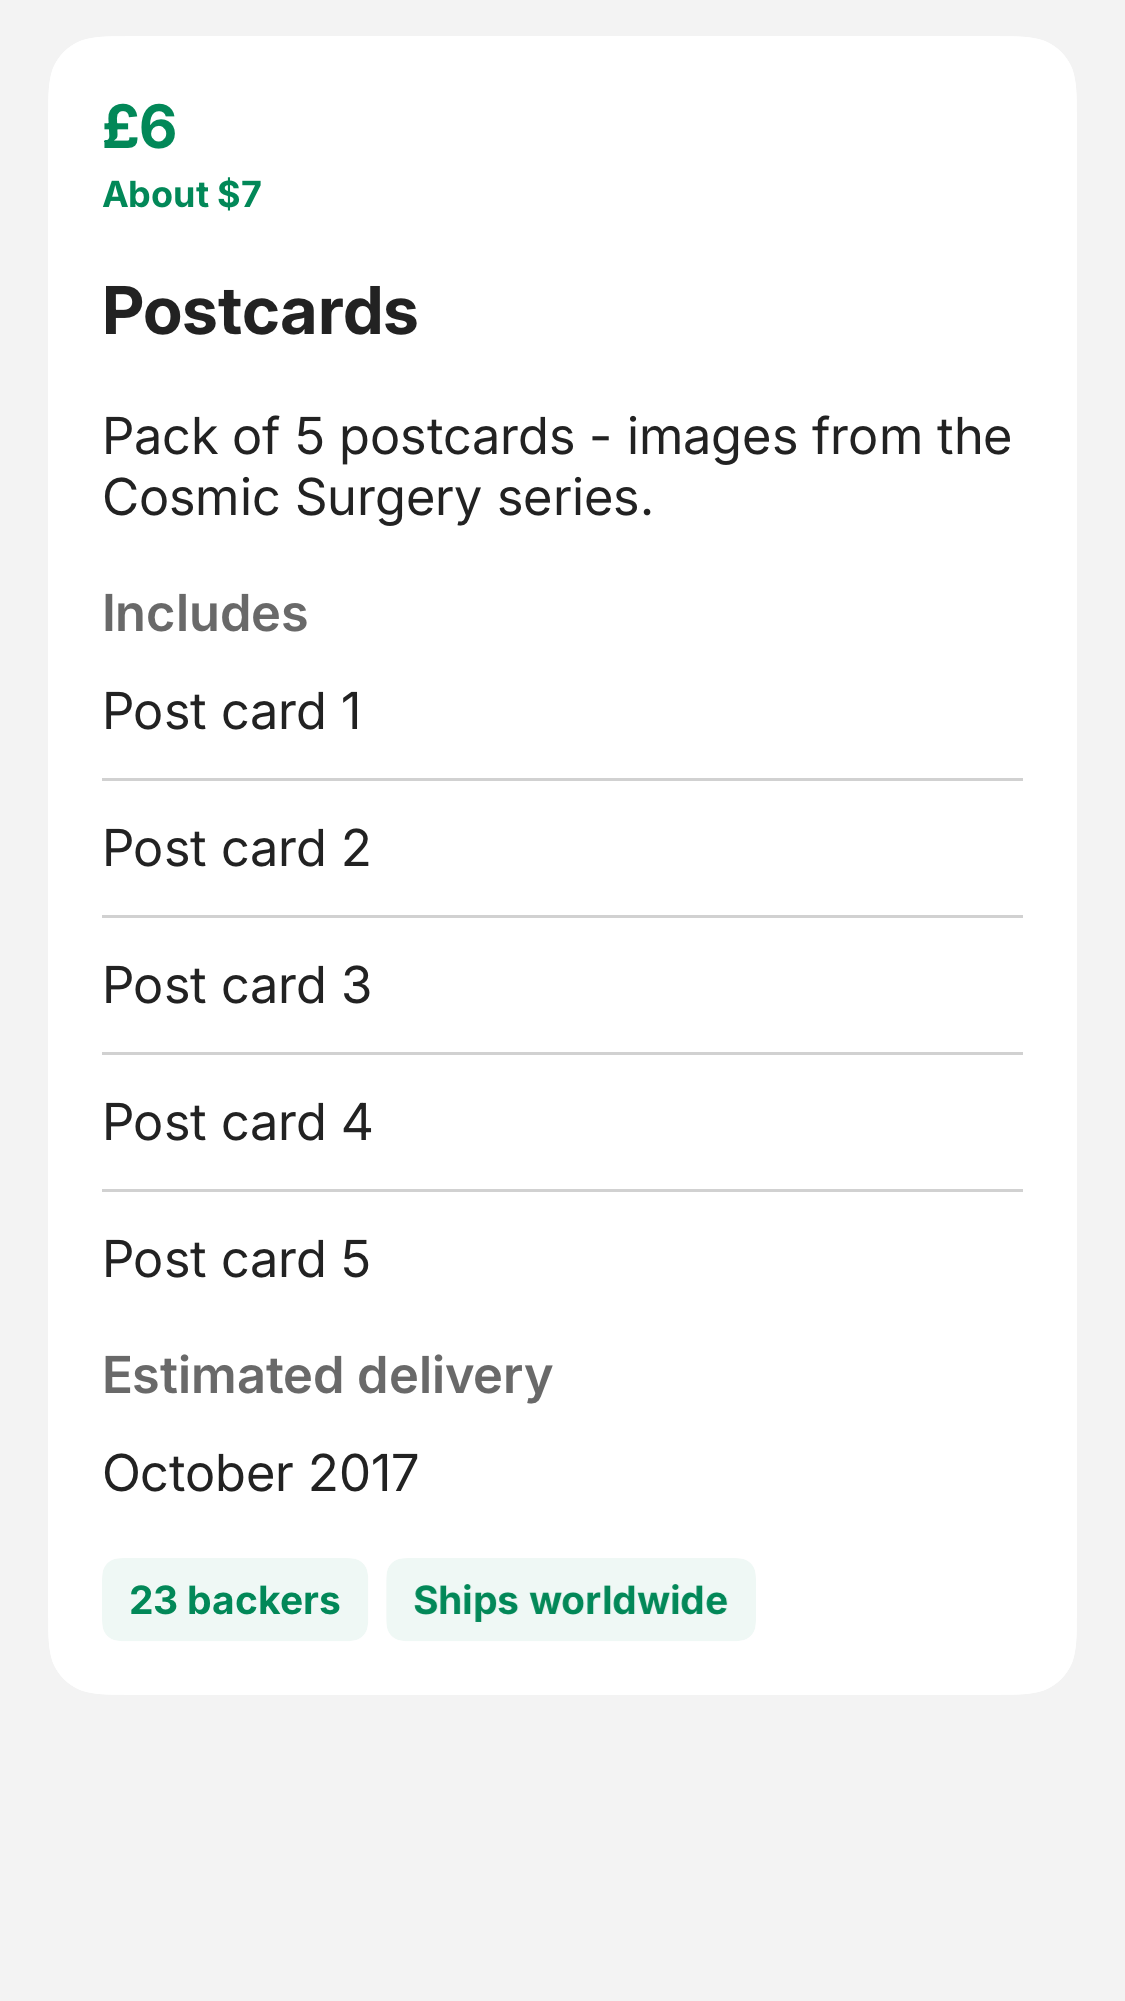 £6
About $7
Postcards
Pack of 5 postcards - images from the
Cosmic Surgery series.
Includes
Post card 1
Post card 2
Post card 3
Post card 4
Post card 5
Estimated delivery
October 2017
23 backers
Ships worldwide